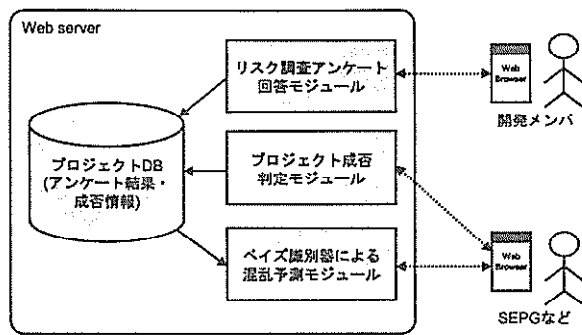 Web server
リスク調査アンケート
回答モジュール
Web
Browser
開発メンバ
プロジェクトDB
(アンケート結果・
成否情報)
プロジェクト成否
判定モジュール
ベイズ識別器による
混乱予測モジュール
Web
Browser
SEPGなど